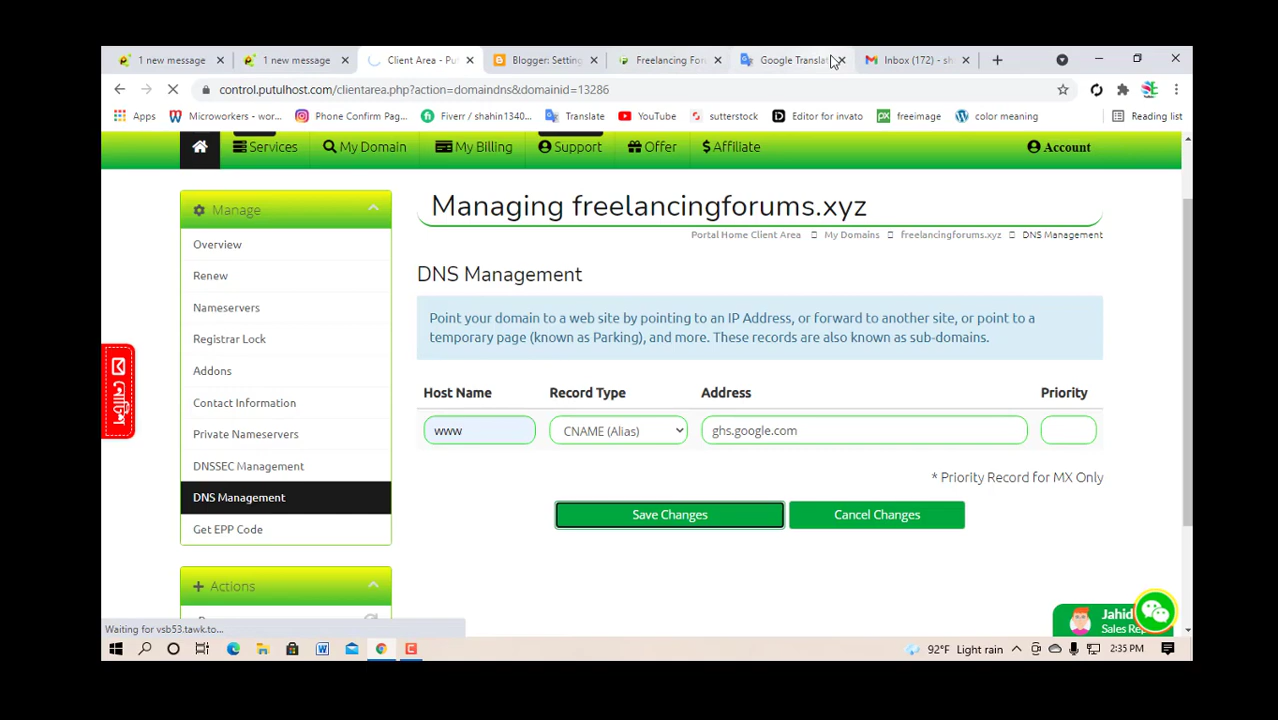 1 new message
1 new message
Client Area - Pu
Blogger: Setting
Freelancing For
Google Translat
Inbox (172) - sh
control.putulhost.com/clientarea.php?action=domaindns&domainid=13286
Apps
Microworkers - wor...
Phone Confirm Pag...
Fiverr / shahin1340...
Translate
YouTube
sutterstock
Editor for invato
freeimage
color meaning
Reading list
Services
My Domain
My Billing
Support
Offer
$ Affiliate
Account
Manage
Overview
Renew
Nameservers
Registrar Lock
Addons
Contact Information
Private Nameservers
DNSSEC Management
DNS Management
Get EPP Code
Actions
Managing freelancingforums.xyz
Portal Home Client Area
My Domains
freelancingforums.xyz
DNS Management
DNS Management
Point your domain to a web site by pointing to an IP Address, or forward to another site, or point to a
temporary page (known as Parking), and more. These records are also known as sub-domains.
Host Name
Record Type
Address
Priority
www
CNAME (Alias)
ghs.google.com
* Priority Record for MX Only
Save Changes
Cancel Changes
Jahid
Sales Rep
Waiting for vsb53.tawk.to...
92°F Light rain
2:35 PM